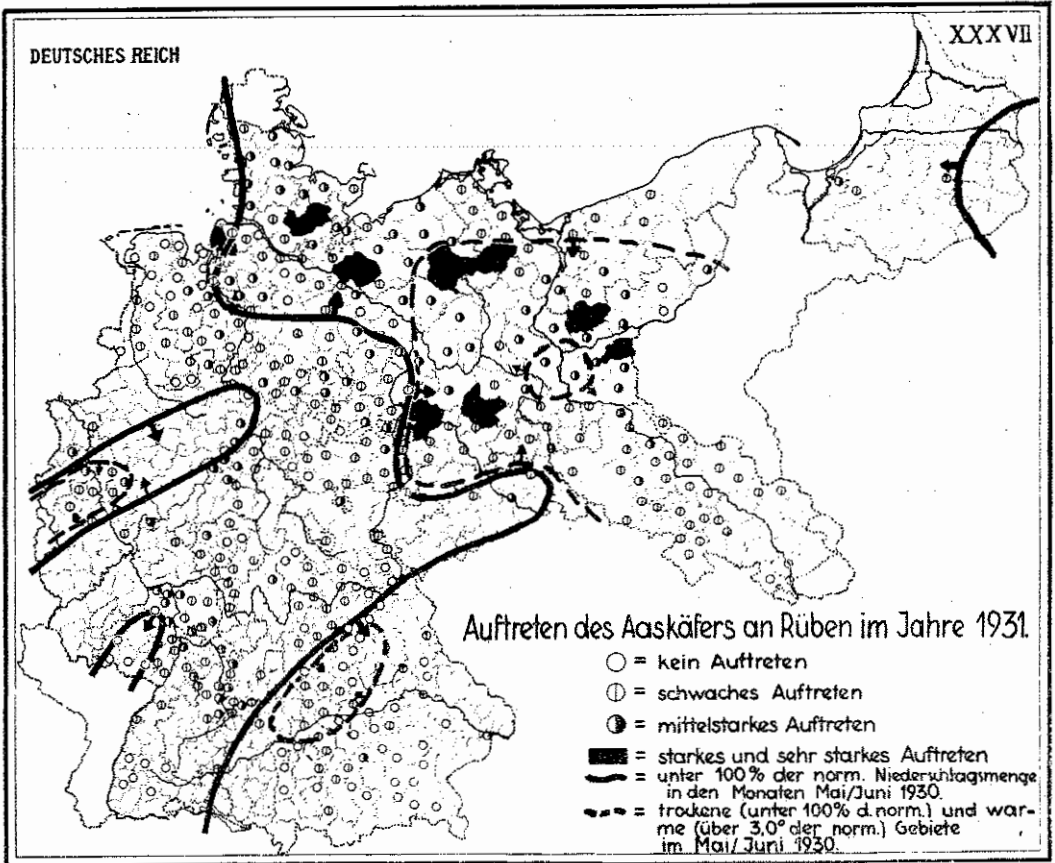 DEUTSCHES REICH
XXXVII
Auftreten des Aaskäfers an Rüben im Jahre 1931.
= kein Auftreten
= schwaches Auftreten
= mittelstarkes Auftreten
= starkes und sehr starkes Auftreten
= unter 100% der norm. Niederschlagsmenge
in den Monaten Mai/Juni 1930.
= trockene (unter 100% d. norm.) und war-
me (über 3,0° der norm.) Gebiete
im Mai/Juni 1930.